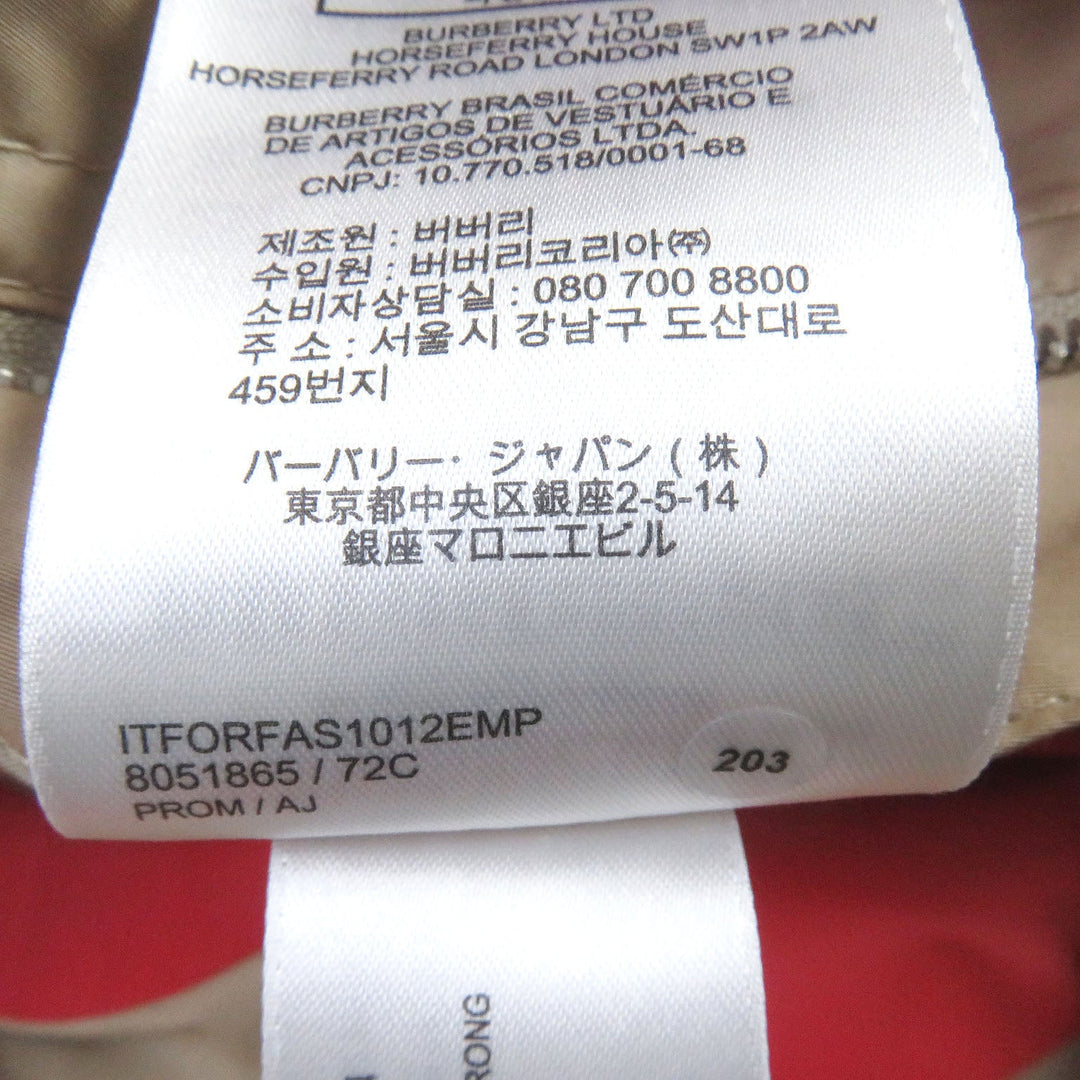 BURBERRY LTD
HORSEFERRY HOUSE
HORSEFERRY ROAD LONDON SW1P 2AW
BURBERRY BRASIL COMÉRCIO
DE ARTIGOS DE VESTUÁRIO E
ACESSÓRIOS LTDA.
CNPJ: 10.770.518/0001-68
제조원 : 버버리
수입원 : 버버리코리아㈜
소비자상담실 : 080 700 8800
주 소 : 서울시 강남구 도산대로
459번지
バーバリー・ジャパン ( 株 )
東京都中央区銀座2-5-14
銀座マロニエビル
ITFORFAS1012EMP
8051865 / 72C
PROM / AJ
203